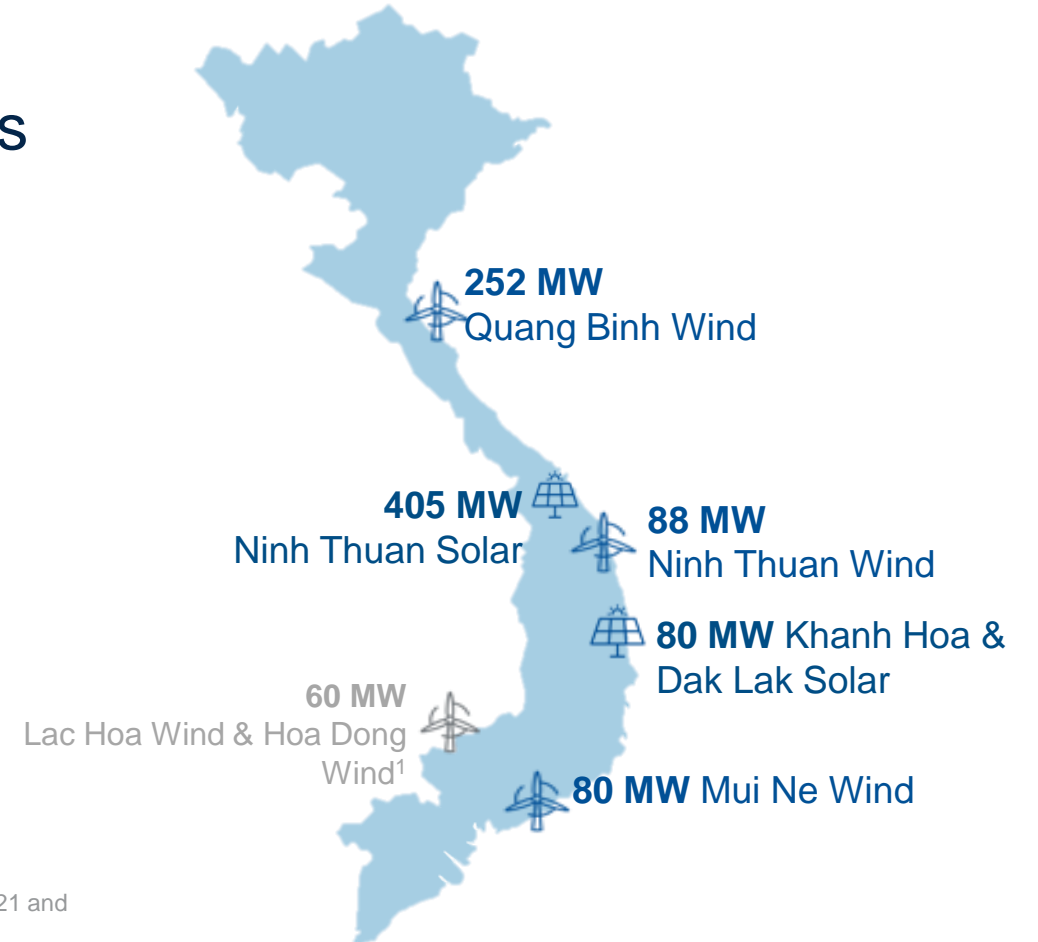 s
252 MW
Quang Binh Wind
405 MW
Ninh Thuan Solar
88 MW
Ninh Thuan Wind
80 MW Khanh Hoa &
Dak Lak Solar
60 MW
Lac Hoa Wind & Hoa Dong
Wind¹
80 MW Mui Ne Wind
21 and